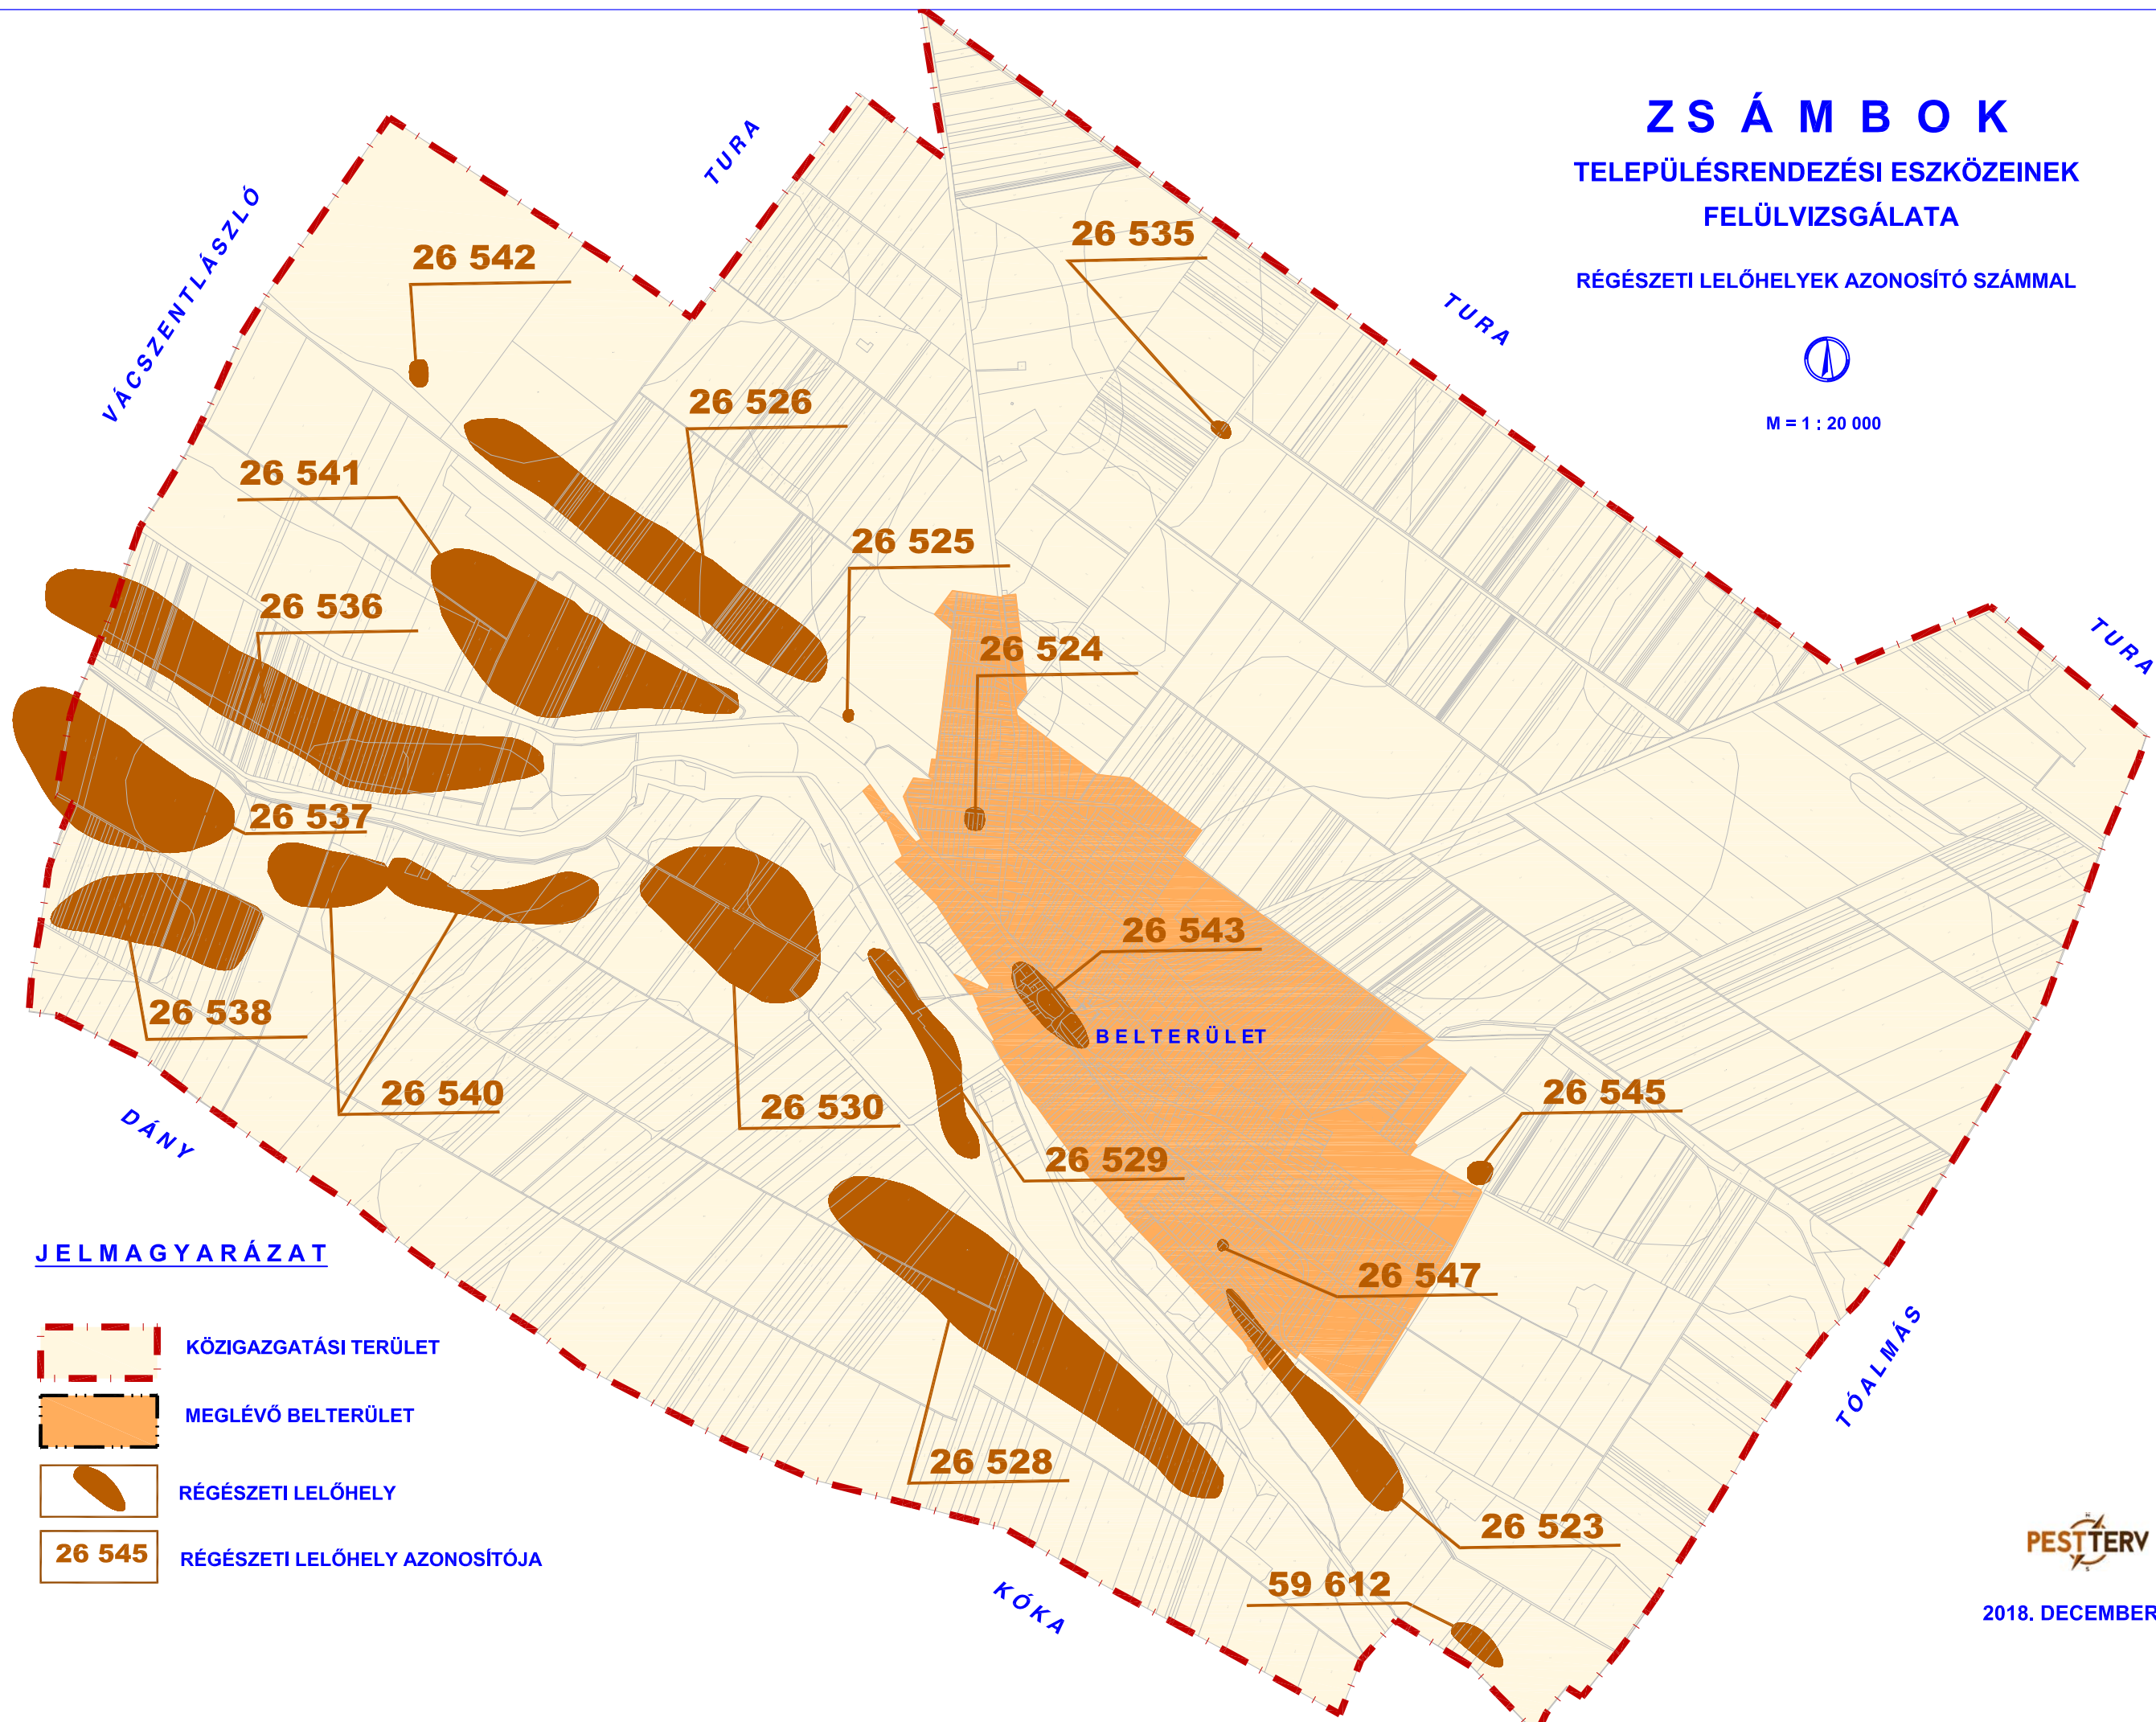 ZSÁMBOK
TELEPÜLÉSRENDEZÉSI ESZKÖZEINEK
FELÜLVIZSGÁLATA
RÉGÉSZETI LELŐHELYEK AZONOSÍTÓ SZÁMMAL
M = 1 : 20 000
VÁCSZENTLÁSZLÓ
TURA
TURA
TURA
26 542
26 535
26 526
26 541
26 525
26 536
26 524
26 537
26 543
BELTERÜLET
26 538
26 540
26 530
26 545
26 529
26 547
26 528
26 523
59 612
DÁNY
KÓKA
TÓALMÁS
JELMAGYARÁZAT
KÖZIGAZGATÁSI TERÜLET
MEGLÉVŐ BELTERÜLET
RÉGÉSZETI LELŐHELY
26 545 RÉGÉSZETI LELŐHELY AZONOSÍTÓJA
PESTTERV
2018. DECEMBER